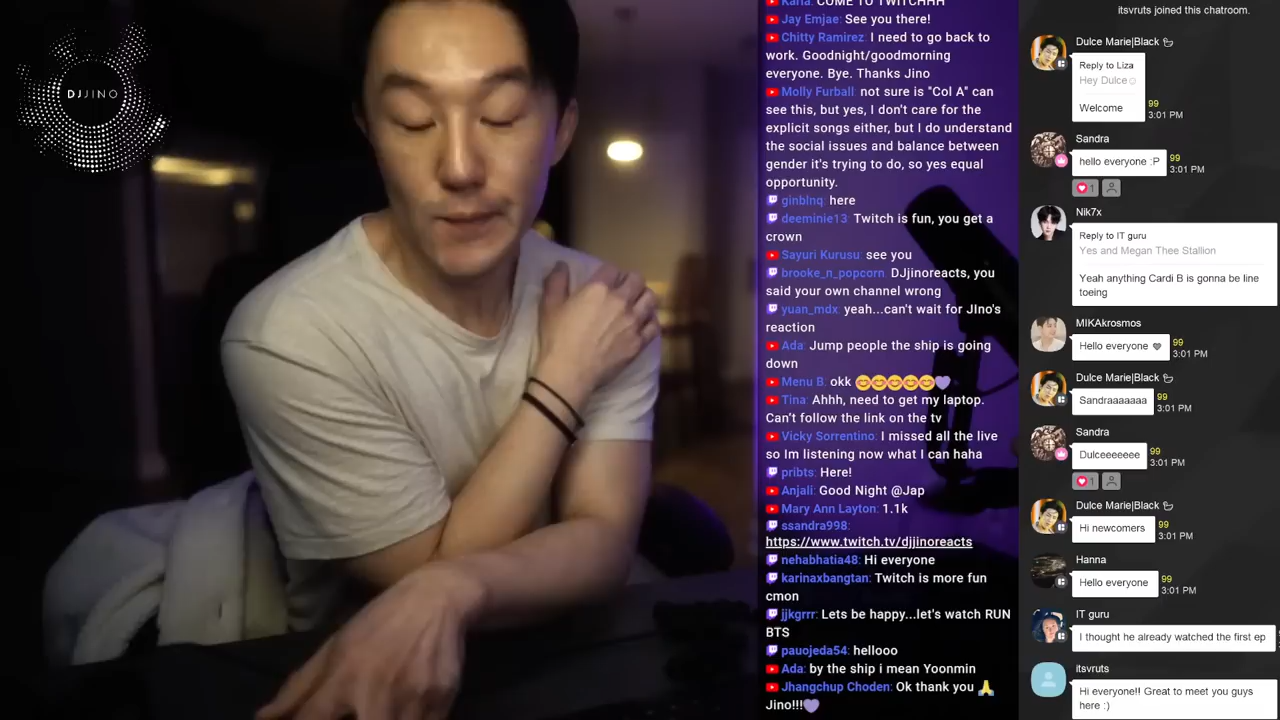 DJJINO
Karla: COME TO TWITCHHH
Jay Emjae: See you there!
Chitty Ramirez: I need to go back to
work. Goodnight/goodmorning
everyone. Bye. Thanks Jino
Molly Furball: not sure is "Col A" can
see this, but yes, I don't care for the
explicit songs either, but I do understand
the social issues and balance between
gender it's trying to do, so yes equal
opportunity.
ginblnq: here
deeminie13: Twitch is fun, you get a
crown
Sayuri Kurusu: see you
brooke_n_popcorn: DJjinoreacts, you
said your own channel wrong
yuan_mdx: yeah...can't wait for JIno's
reaction
Ada: Jump people the ship is going
down
Menu B: okk 😊😊😊😊😊💜
Tina: Ahhh, need to get my laptop.
Can't follow the link on the tv
Vicky Sorrentino: I missed all the live
so Im listening now what I can haha
pribts: Here!
Anjali: Good Night @Jap
Mary Ann Layton: 1.1k
ssandra998:
https://www.twitch.tv/djjinoreacts
nehabhatia48: Hi everyone
karinaxbangtan: Twitch is more fun
cmon
jjkgrrr: Lets be happy...let's watch RUN
BTS
pauojeda54: hellooo
Ada: by the ship i mean Yoonmin
Jhangchup Choden: Ok thank you 🙏
Jino!!!💜
itsvruts joined this chatroom.
Dulce Marie|Black
Reply to Liza
Hey Dulce☺
Welcome
99
3:01 PM
Sandra
hello everyone :P
99
3:01 PM
1
Nik7x
Reply to IT guru
Yes and Megan Thee Stallion
Yeah anything Cardi B is gonna be line
toeing
MIKAkrosmos
Hello everyone 💜
99
3:01 PM
Dulce Marie|Black
Sandraaaaaaa
99
3:01 PM
Sandra
Dulceeeeeee
99
3:01 PM
1
Dulce Marie|Black
Hi newcomers
99
3:01 PM
Hanna
Hello everyone
99
3:01 PM
IT guru
I thought he already watched the first ep
itsvruts
Hi everyone!! Great to meet you guys
here :)